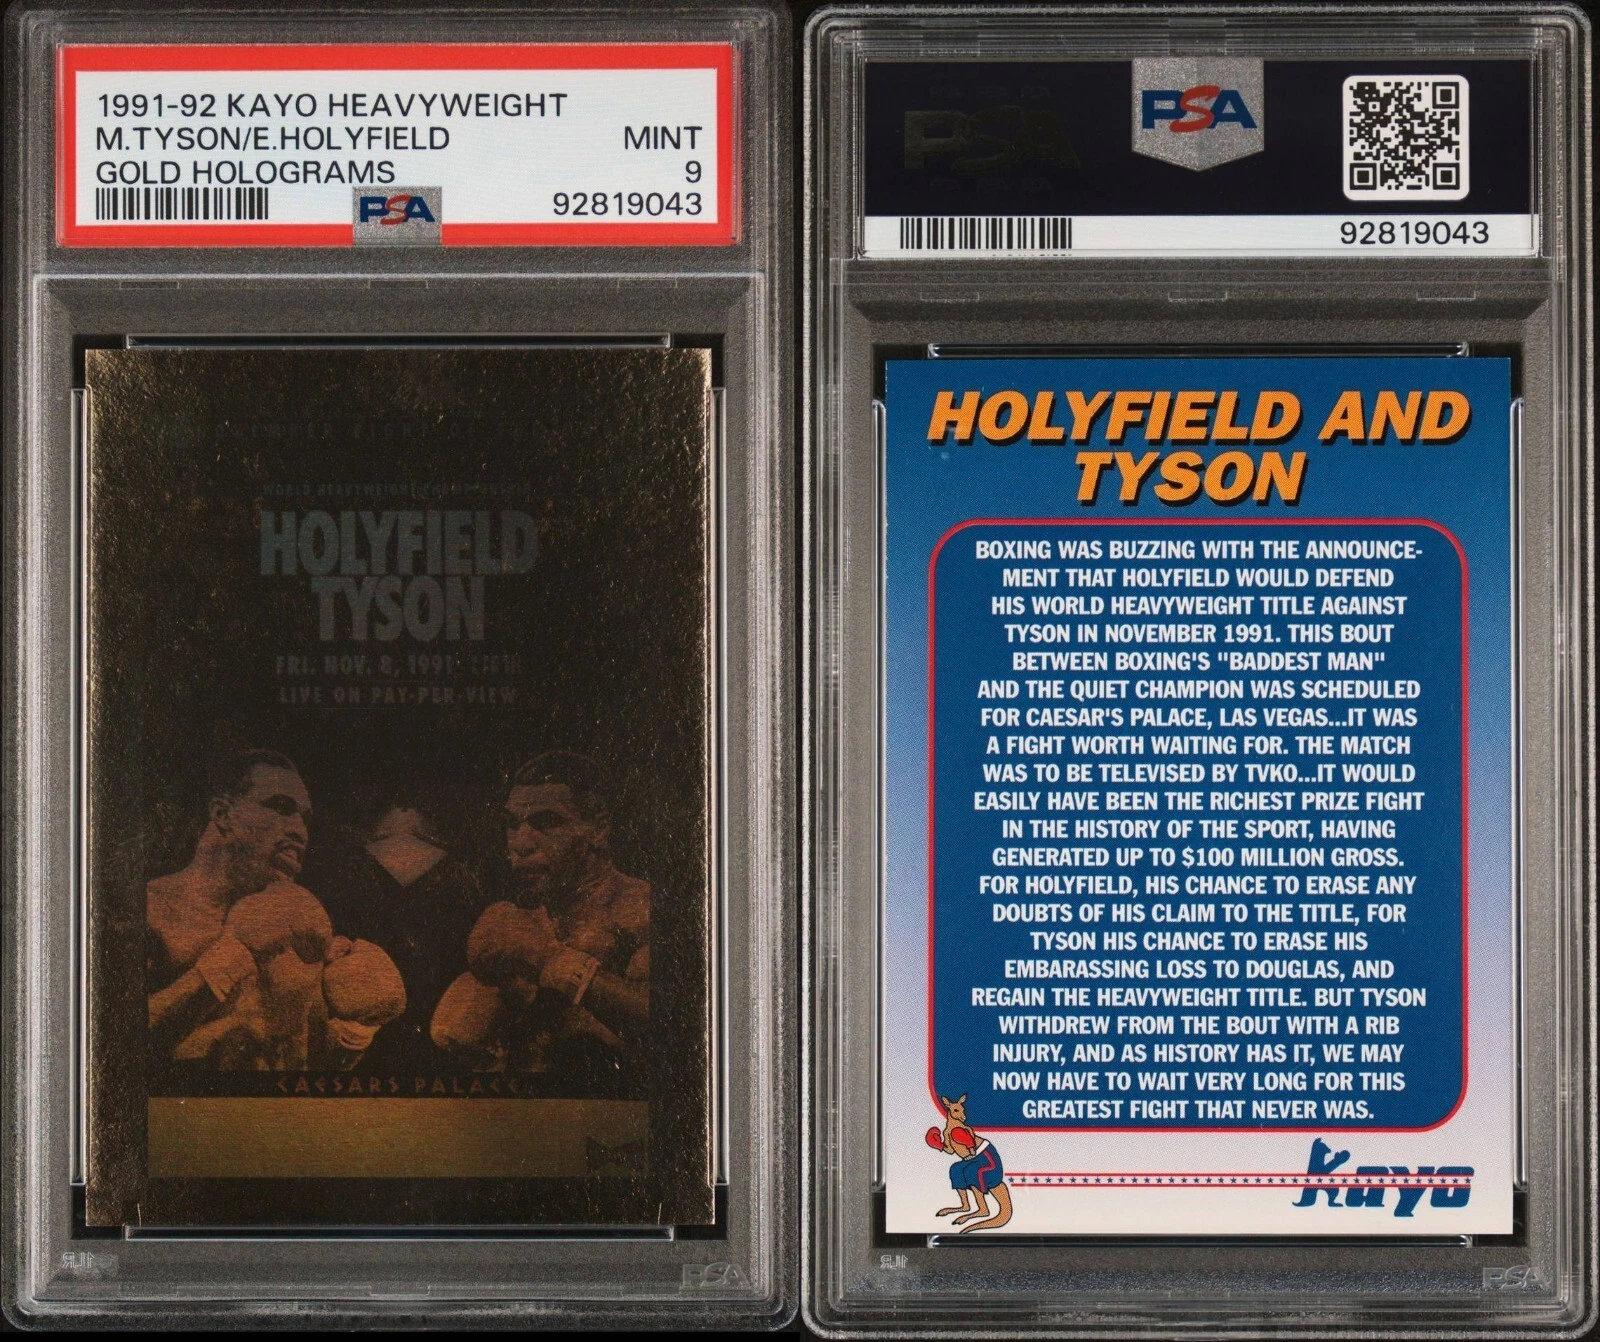 1991-92 KAYO HEAVYWEIGHT
M.TYSON/E.HOLYFIELD MINT
GOLD HOLOGRAMS 9
PSA 92819043
WORLD HEAVYWEIGHT CHAMPIONSHIP
HOLYFIELD
TYSON
FRI. NOV. 8, 1991
LIVE ON PAY-PER-VIEW
CAESARS PALACE
PSA
PSA
PSA
92819043
HOLYFIELD AND
TYSON
BOXING WAS BUZZING WITH THE ANNOUNCE-
MENT THAT HOLYFIELD WOULD DEFEND
HIS WORLD HEAVYWEIGHT TITLE AGAINST
TYSON IN NOVEMBER 1991. THIS BOUT
BETWEEN BOXING'S "BADDEST MAN"
AND THE QUIET CHAMPION WAS SCHEDULED
FOR CAESAR'S PALACE, LAS VEGAS...IT WAS
A FIGHT WORTH WAITING FOR. THE MATCH
WAS TO BE TELEVISED BY TVKO...IT WOULD
EASILY HAVE BEEN THE RICHEST PRIZE FIGHT
IN THE HISTORY OF THE SPORT, HAVING
GENERATED UP TO $100 MILLION GROSS.
FOR HOLYFIELD, HIS CHANCE TO ERASE ANY
DOUBTS OF HIS CLAIM TO THE TITLE, FOR
TYSON HIS CHANCE TO ERASE HIS
EMBARASSING LOSS TO DOUGLAS, AND
REGAIN THE HEAVYWEIGHT TITLE. BUT TYSON
WITHDREW FROM THE BOUT WITH A RIB
INJURY, AND AS HISTORY HAS IT, WE MAY
NOW HAVE TO WAIT VERY LONG FOR THIS
GREATEST FIGHT THAT NEVER WAS.
Kayo
PSA